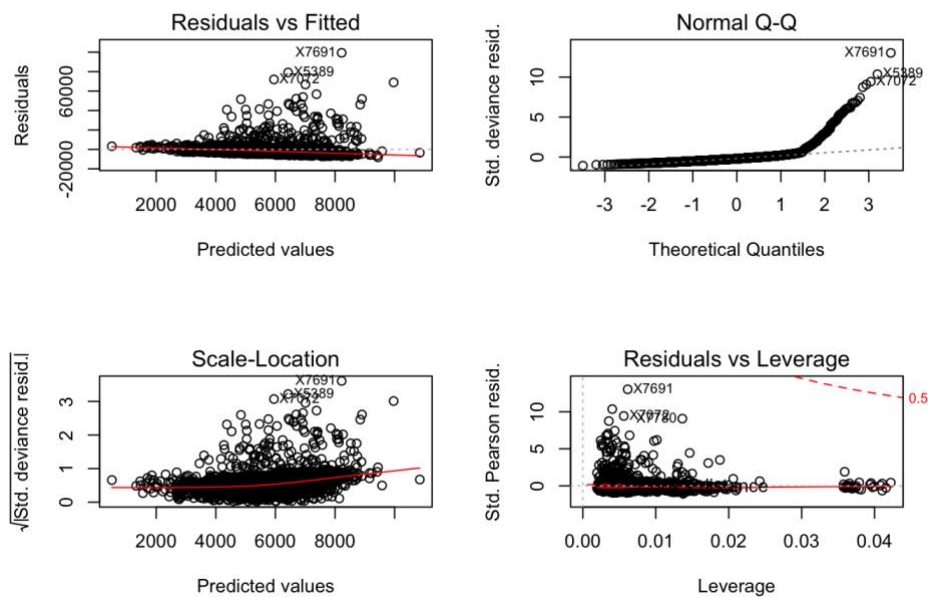 Residuals vs Fitted
Residuals
60000
-20000
X7691
X5389
X7072
2000 4000 6000 8000
Predicted values
Normal Q-Q
Std. deviance resid.
10
5
0
X7691
X5389
X7072
-3 -2 -1 0 1 2 3
Theoretical Quantiles
Scale-Location
√|Std. deviance resid.|
3
2
1
0
X7691
X5389
X7072
2000 4000 6000 8000
Predicted values
Residuals vs Leverage
Std. Pearson resid.
10
5
0
X7691
X7072
X7780
0.5
0.00 0.01 0.02 0.03 0.04
Leverage